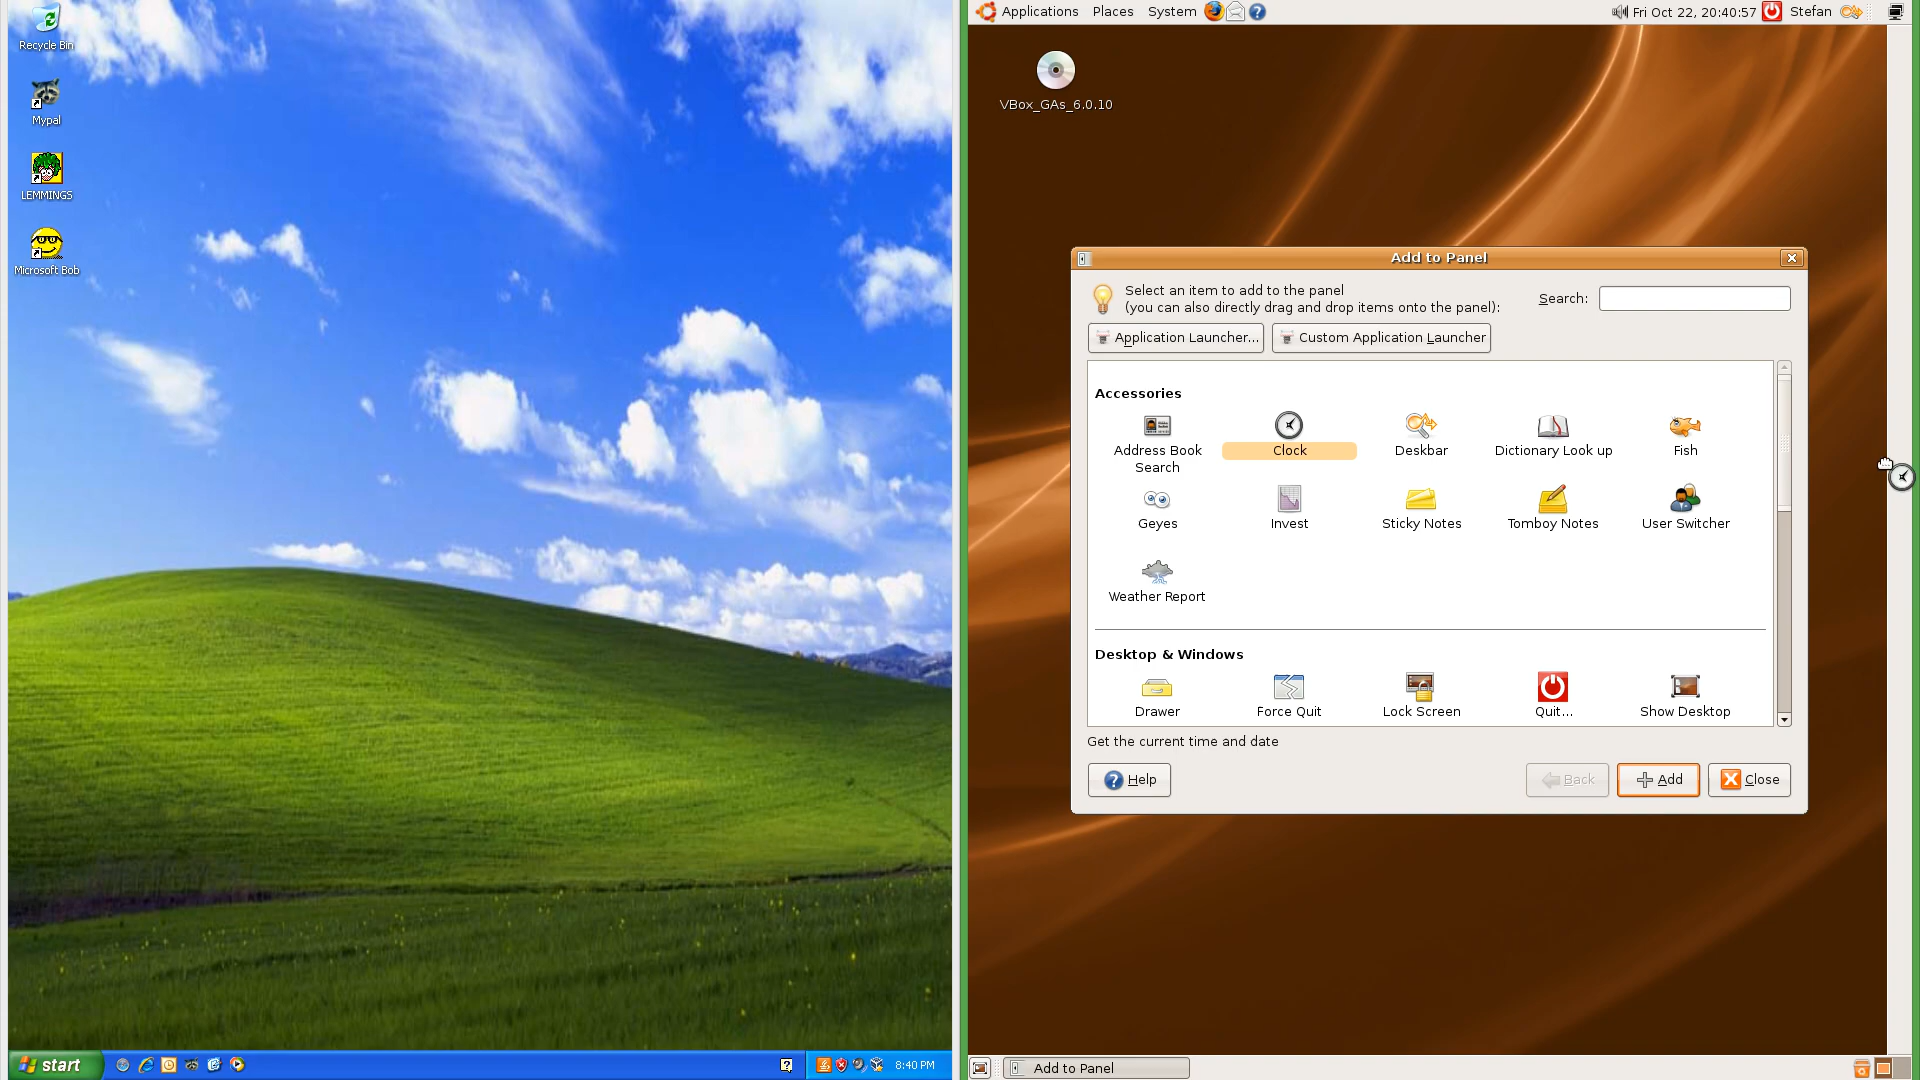 Recycle Bin
Mypal
LEMMINGS
Microsoft Bob
start
8:40 PM
Applications Places System
Fri Oct 22, 20:40:57 Stefan
VBox_GAs_6.0.10
Add to Panel
Select an item to add to the panel
(you can also directly drag and drop items onto the panel):
Search:
Application Launcher... Custom Application Launcher
Accessories
Address Book Search
Clock
Deskbar
Dictionary Look up
Fish
Geyes
Invest
Sticky Notes
Tomboy Notes
User Switcher
Weather Report
Desktop & Windows
Drawer
Force Quit
Lock Screen
Quit...
Show Desktop
Get the current time and date
Help
Back
Add
Close
Add to Panel